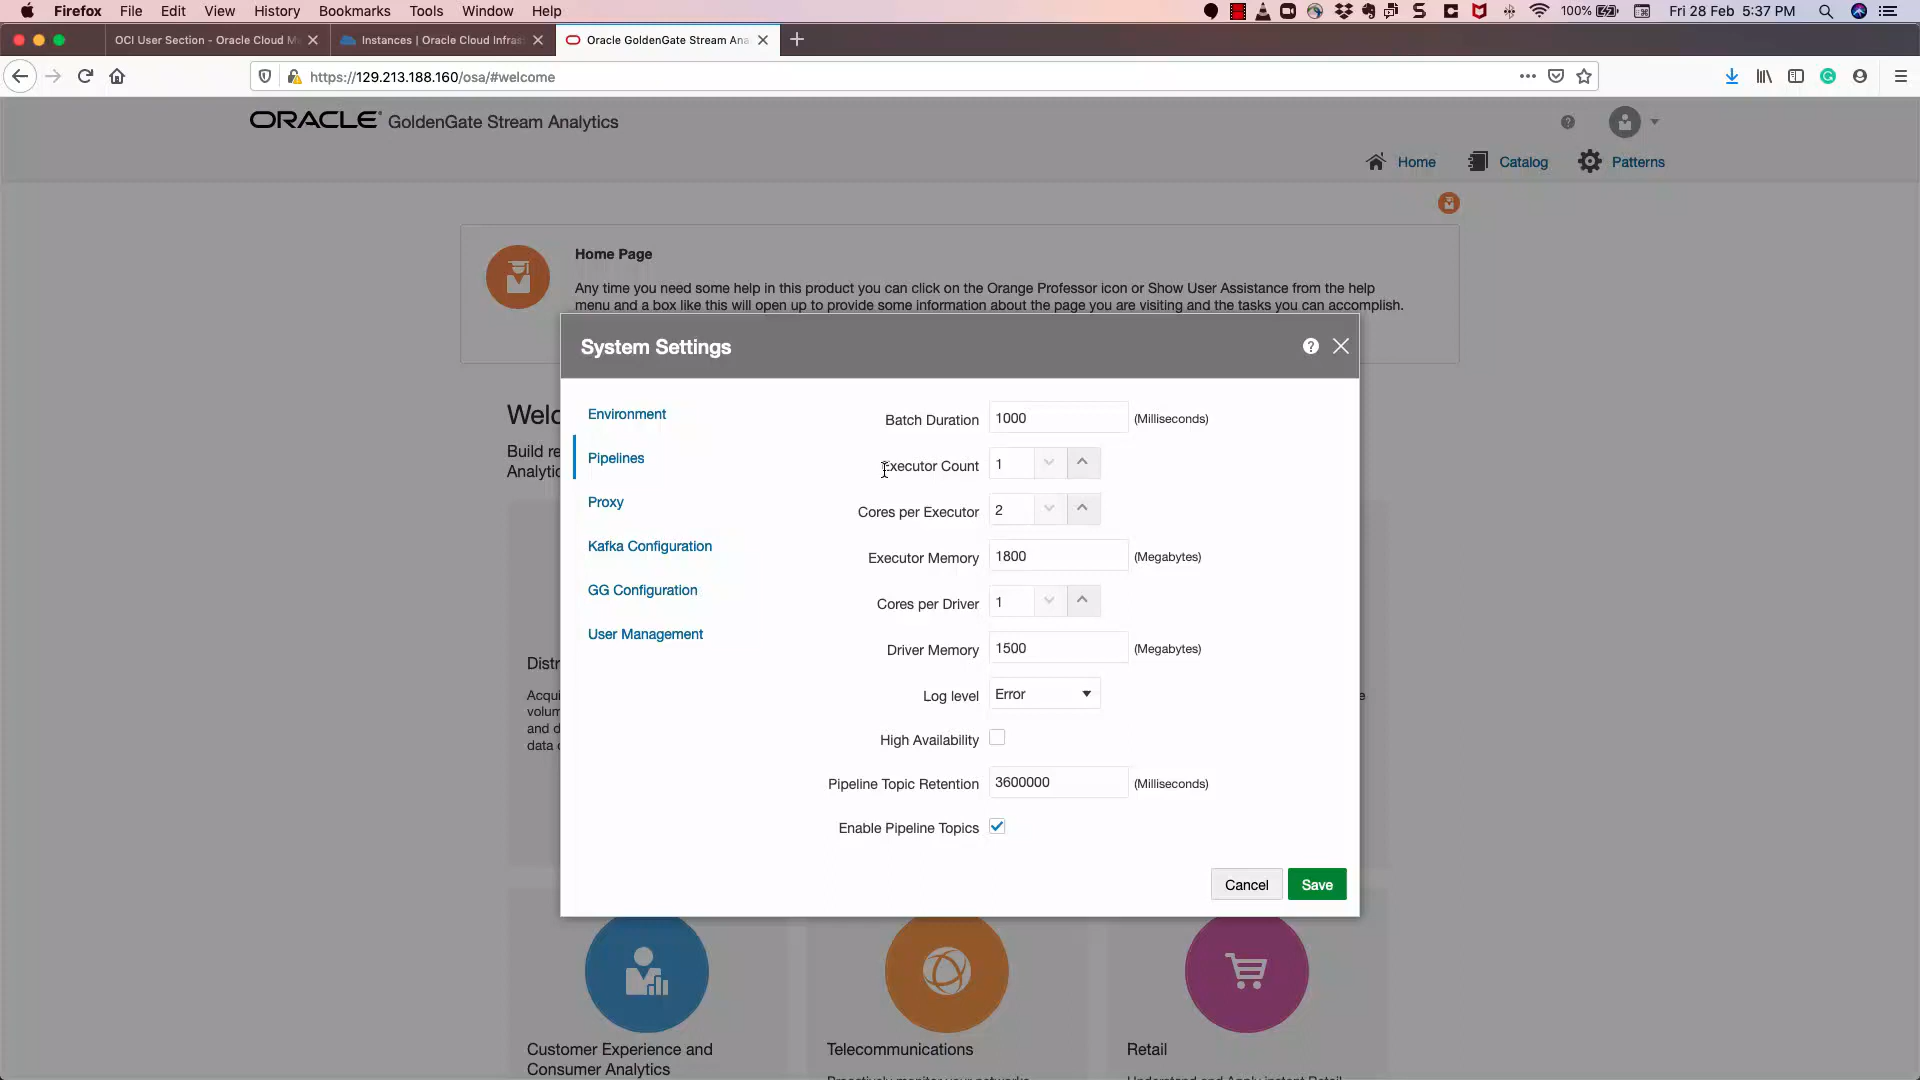 Firefox File Edit View History Bookmarks Tools Window Help 100% Fri 28 Feb 5:37 PM
OCI User Section - Oracle Cloud M Instances | Oracle Cloud Infras Oracle GoldenGate Stream Ana
https://129.213.188.160/osa/#welcome
ORACLE GoldenGate Stream Analytics
Home Catalog Patterns
Home Page
Any time you need some help in this product you can click on the Orange Professor icon or Show User Assistance from the help
menu and a box like this will open up to provide some information about the page you are visiting and the tasks you can accomplish.
System Settings
Environment
Pipelines
Proxy
Kafka Configuration
GG Configuration
User Management
Batch Duration 1000 (Milliseconds)
Executor Count 1
Cores per Executor 2
Executor Memory 1800 (Megabytes)
Cores per Driver 1
Driver Memory 1500 (Megabytes)
Log level Error
High Availability
Pipeline Topic Retention 3600000 (Milliseconds)
Enable Pipeline Topics
Cancel Save
Welc
Build re
Analytic
Distr
Acqui
volum
and d
data
Customer Experience and
Consumer Analytics
Telecommunications
Retail